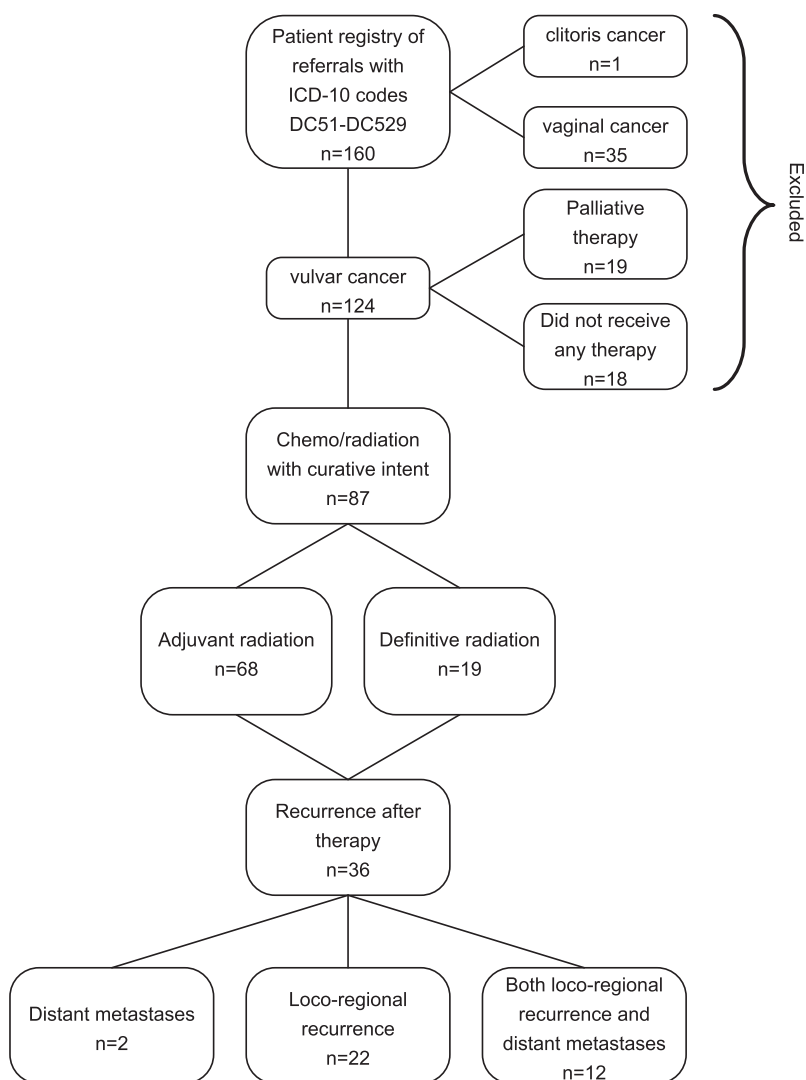 Patient registry of
referrals with
ICD-10 codes
DC51-DC529
n=160
clitoris cancer
n=1
vaginal cancer
n=35
Excluded
vulvar cancer
n=124
Palliative
therapy
n=19
Did not receive
any therapy
n=18
Chemo/radiation
with curative intent
n=87
Adjuvant radiation
n=68
Definitive radiation
n=19
Recurrence after
therapy
n=36
Distant metastases
n=2
Loco-regional
recurrence
n=22
Both loco-regional
recurrence and
distant metastases
n=12